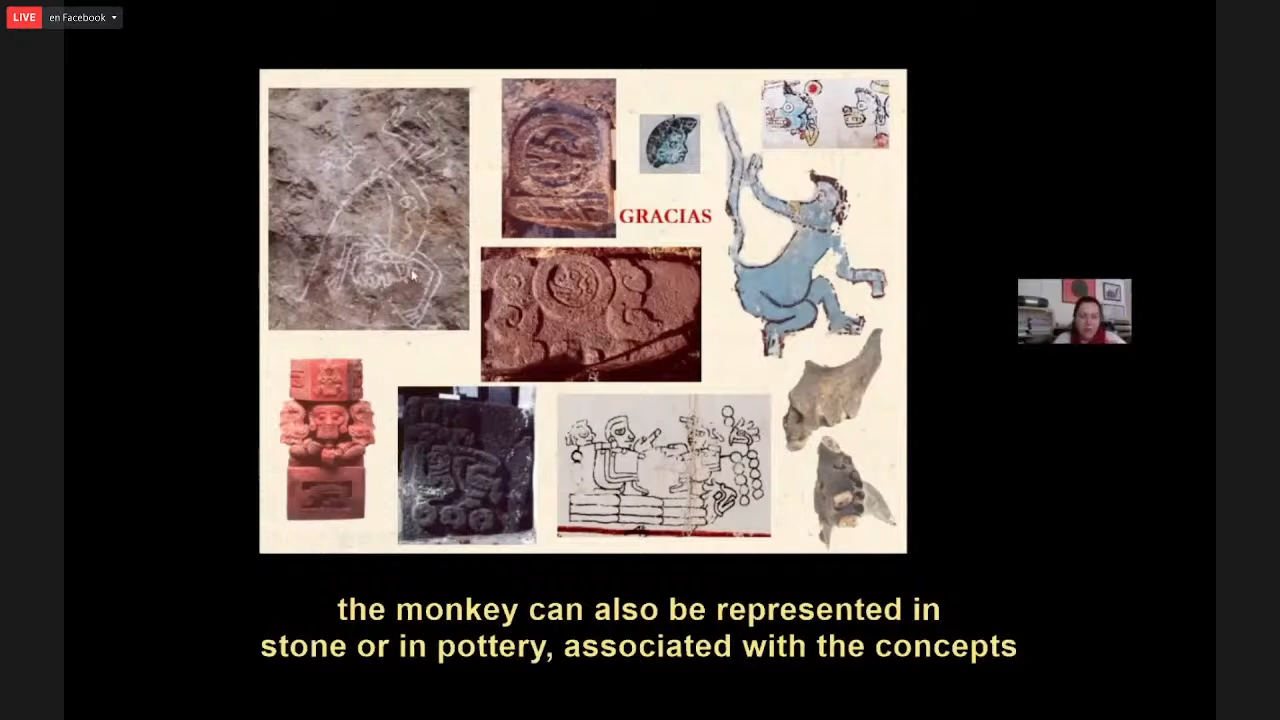 LIVE en Facebook
GRACIAS
the monkey can also be represented in
stone or in pottery, associated with the concepts